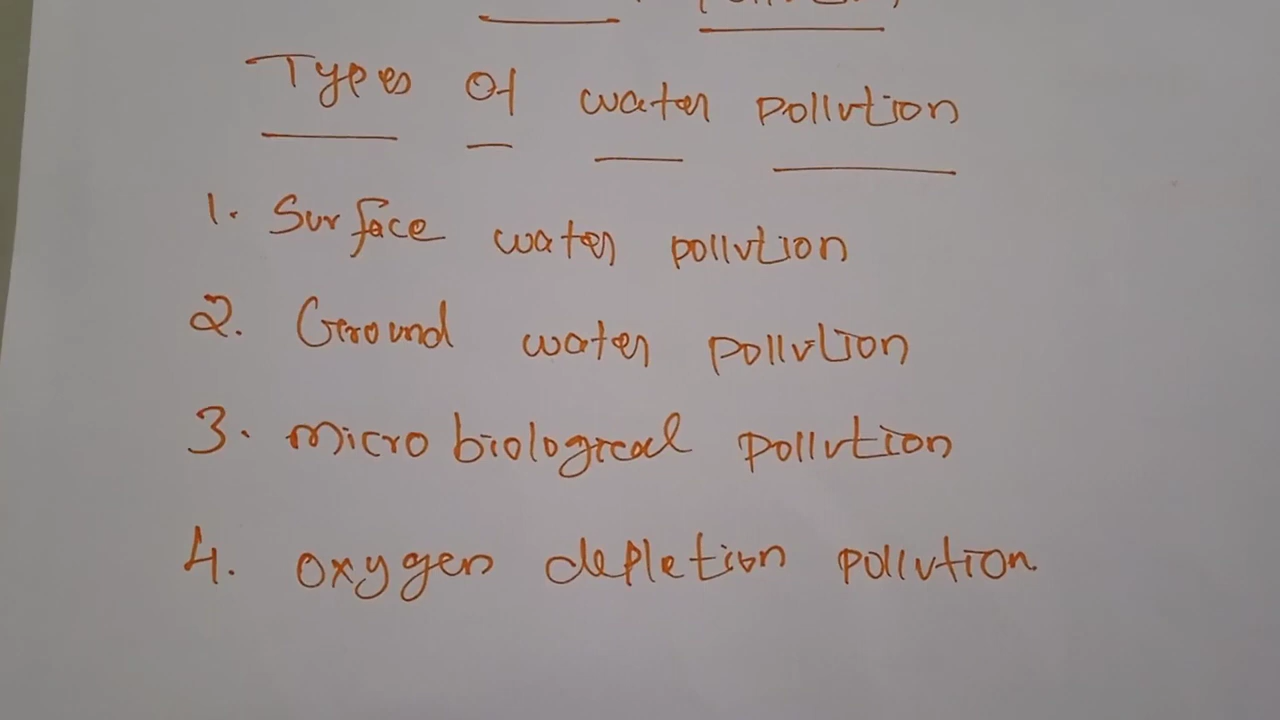 Types Of water pollution
1. Surface water pollution
2. Ground water pollution
3. micro biological pollution
4. oxygen depletion pollution.